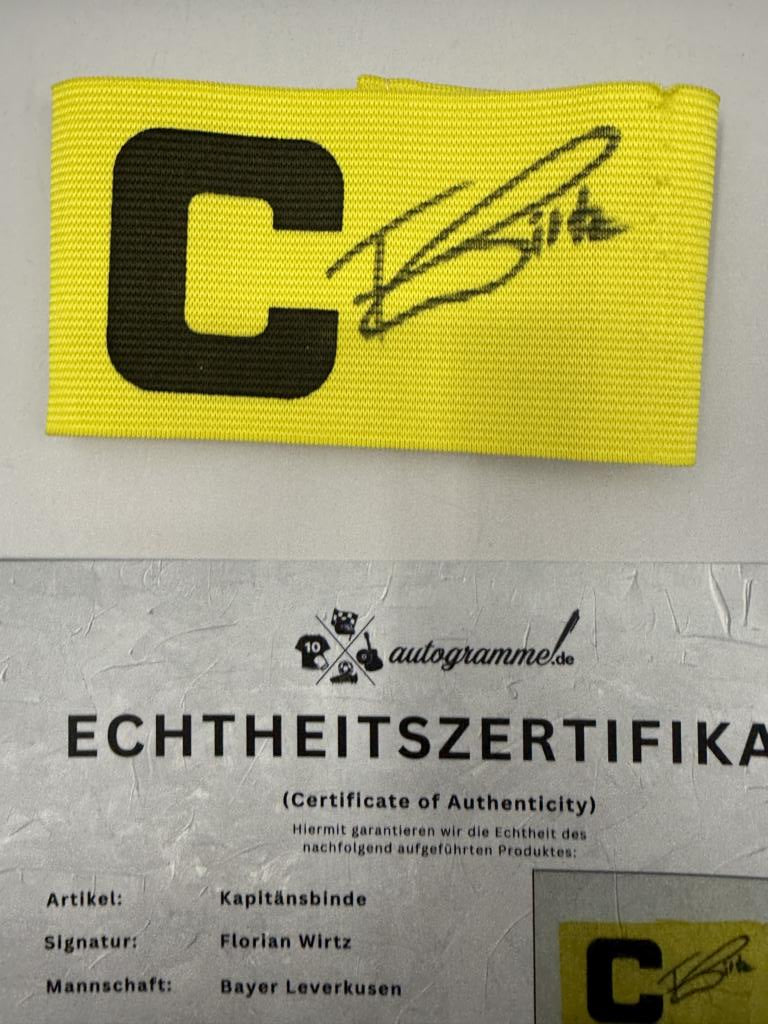 C
10
autogramme!.de
ECHTHEITSZERTIFIKA
(Certificate of Authenticity)
Hiermit garantieren wir die Echtheit des
nachfolgend aufgeführten Produktes:
Artikel: Kapitänsbinde
Signatur: Florian Wirtz
Mannschaft: Bayer Leverkusen
C